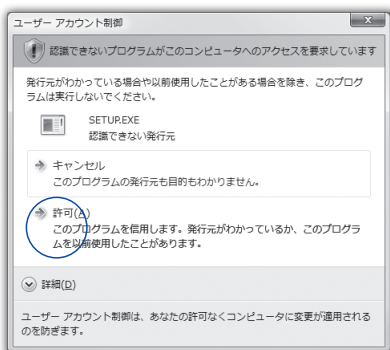 ユーザー アカウント制御
認識できないプログラムがこのコンピュータへのアクセスを要求しています
発行元がわかっている場合や以前使用したことがある場合を除き、このプログ
ラムは実行しないでください。
SETUP.EXE
認識できない発行元
キャンセル
このプログラムの発行元も目的もわかりません。
許可(A)
このプログラムを信用します。発行元がわかっているか、このプログラ
ムを以前使用したことがあります。
詳細(D)
ユーザー アカウント制御は、あなたの許可なくコンピュータに変更が適用される
のを防ぎます。